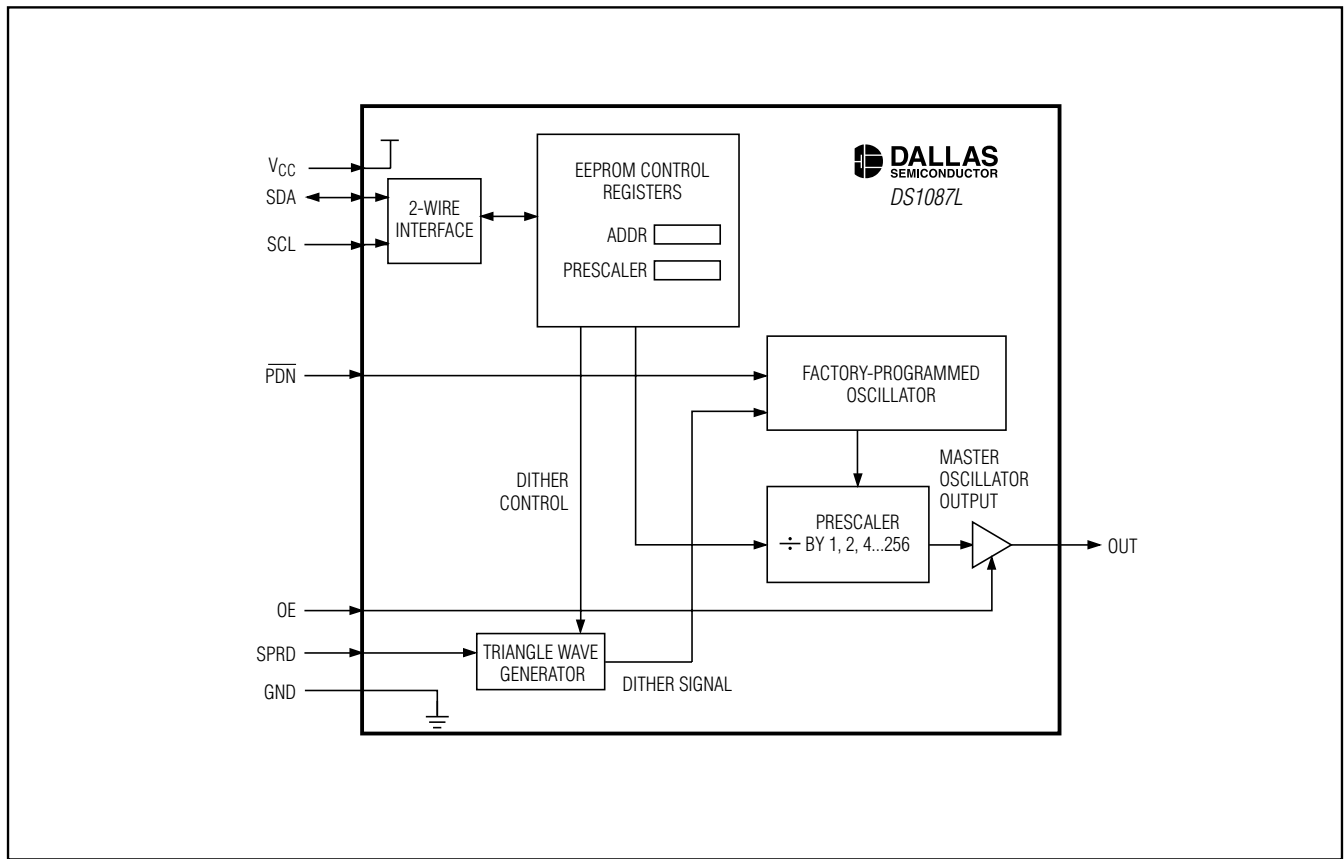 VCC
SDA
SCL
2-WIRE
INTERFACE
EEPROM CONTROL
REGISTERS
ADDR
PRESCALER
DALLAS
SEMICONDUCTOR
DS1087L
PDN
FACTORY-PROGRAMMED
OSCILLATOR
DITHER
CONTROL
MASTER
OSCILLATOR
OUTPUT
PRESCALER
÷ BY 1, 2, 4...256
OUT
OE
SPRD
GND
TRIANGLE WAVE
GENERATOR
DITHER SIGNAL